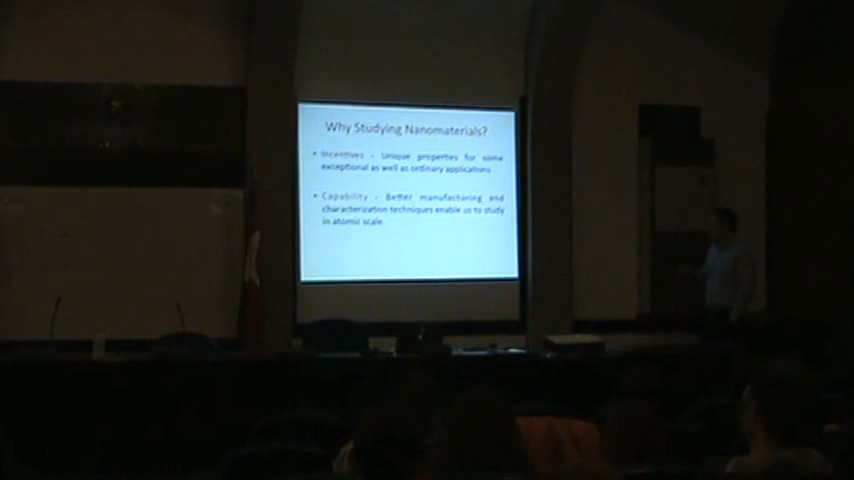 Why Studying Nanomaterials?
• Incentives - Unique properties for some
exceptional as well as ordinary applications
• Capability - Better manufacturing and
characterization techniques enable us to study
in atomic scale.